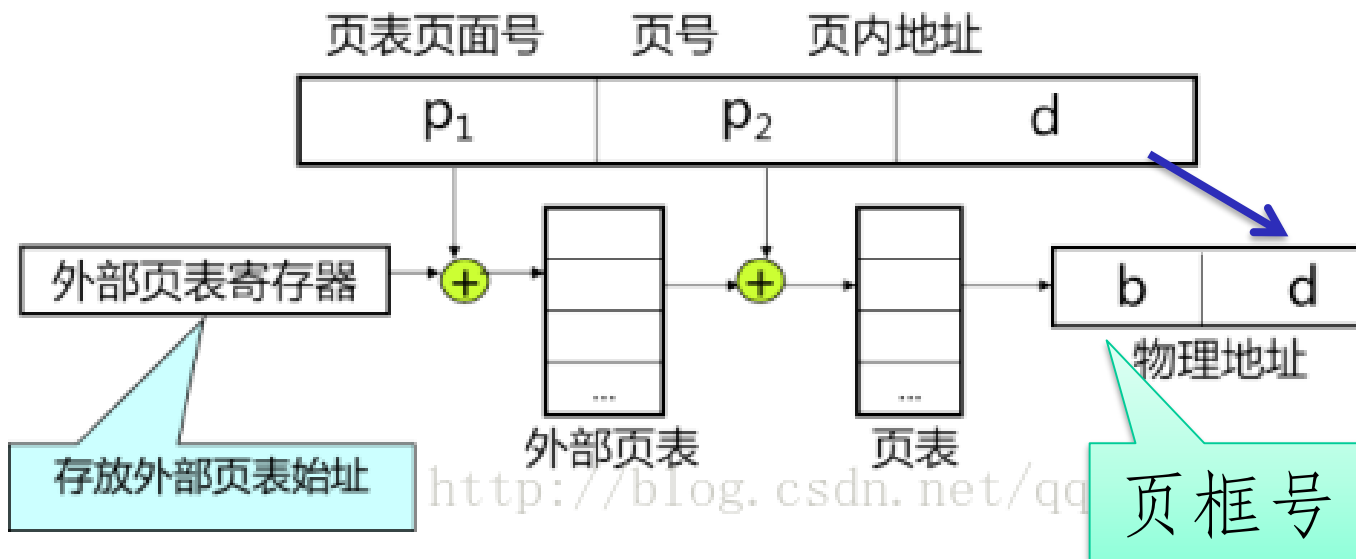 页表页面号 页号 页内地址
p₁ p₂ d
外部页表寄存器
+ +
b d
物理地址
...
...
外部页表
页表
存放外部页表始址
http://blog.csdn.net/qq
页框号